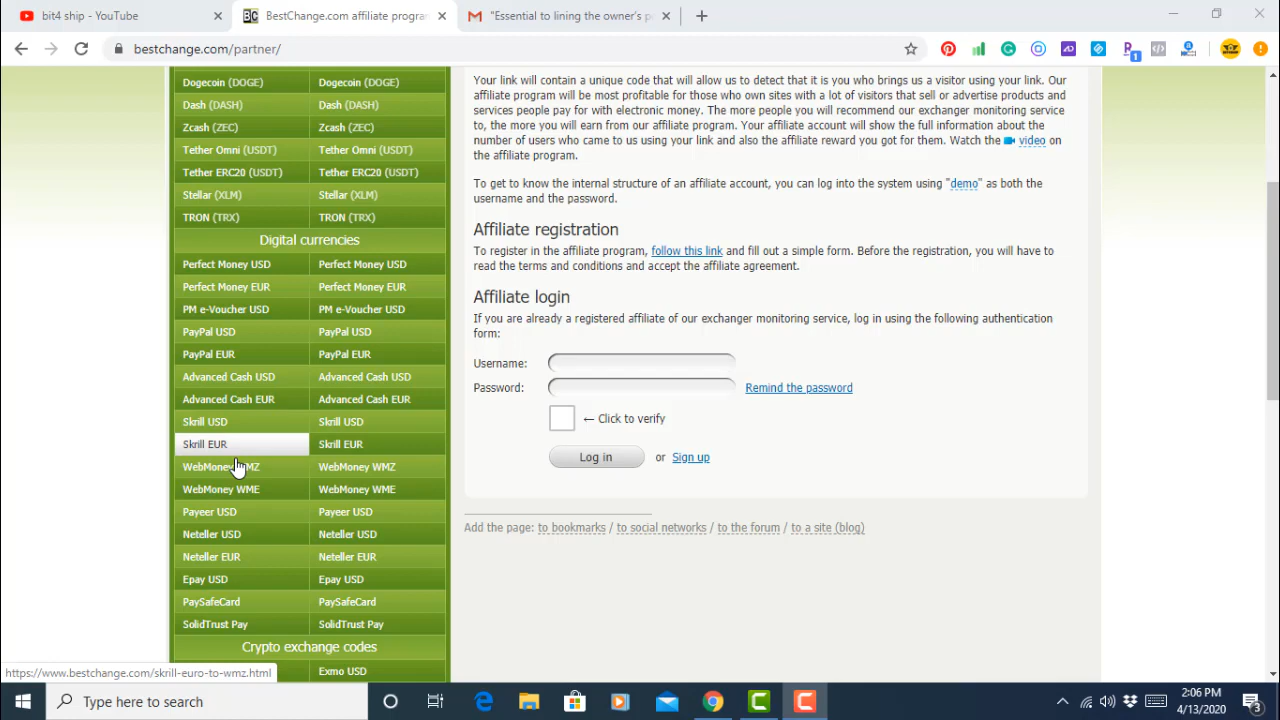 bit4 ship - YouTube
BestChange.com affiliate program
"Essential to lining the owner's p
bestchange.com/partner/
Dogecoin (DOGE) Dogecoin (DOGE)
Dash (DASH) Dash (DASH)
Zcash (ZEC) Zcash (ZEC)
Tether Omni (USDT) Tether Omni (USDT)
Tether ERC20 (USDT) Tether ERC20 (USDT)
Stellar (XLM) Stellar (XLM)
TRON (TRX) TRON (TRX)
Digital currencies
Perfect Money USD Perfect Money USD
Perfect Money EUR Perfect Money EUR
PM e-Voucher USD PM e-Voucher USD
PayPal USD PayPal USD
PayPal EUR PayPal EUR
Advanced Cash USD Advanced Cash USD
Advanced Cash EUR Advanced Cash EUR
Skrill USD Skrill USD
Skrill EUR Skrill EUR
WebMoney WMZ WebMoney WMZ
WebMoney WME WebMoney WME
Payeer USD Payeer USD
Neteller USD Neteller USD
Neteller EUR Neteller EUR
Epay USD Epay USD
PaySafeCard PaySafeCard
SolidTrust Pay SolidTrust Pay
Crypto exchange codes
Exmo USD
Your link will contain a unique code that will allow us to detect that it is you who brings us a visitor using your link. Our
affiliate program will be most profitable for those who own sites with a lot of visitors that sell or advertise products and
services people pay for with electronic money. The more people you will recommend our exchanger monitoring service
to, the more you will earn from our affiliate program. Your affiliate account will show the full information about the
number of users who came to us using your link and also the affiliate reward you got for them. Watch the video on
the affiliate program.
To get to know the internal structure of an affiliate account, you can log into the system using "demo" as both the
username and the password.
Affiliate registration
To register in the affiliate program, follow this link and fill out a simple form. Before the registration, you will have to
read the terms and conditions and accept the affiliate agreement.
Affiliate login
If you are already a registered affiliate of our exchanger monitoring service, log in using the following authentication
form:
Username:
Password: Remind the password
← Click to verify
Log in or Sign up
Add the page: to bookmarks / to social networks / to the forum / to a site (blog)
https://www.bestchange.com/skrill-euro-to-wmz.html
Type here to search
2:06 PM
4/13/2020
3